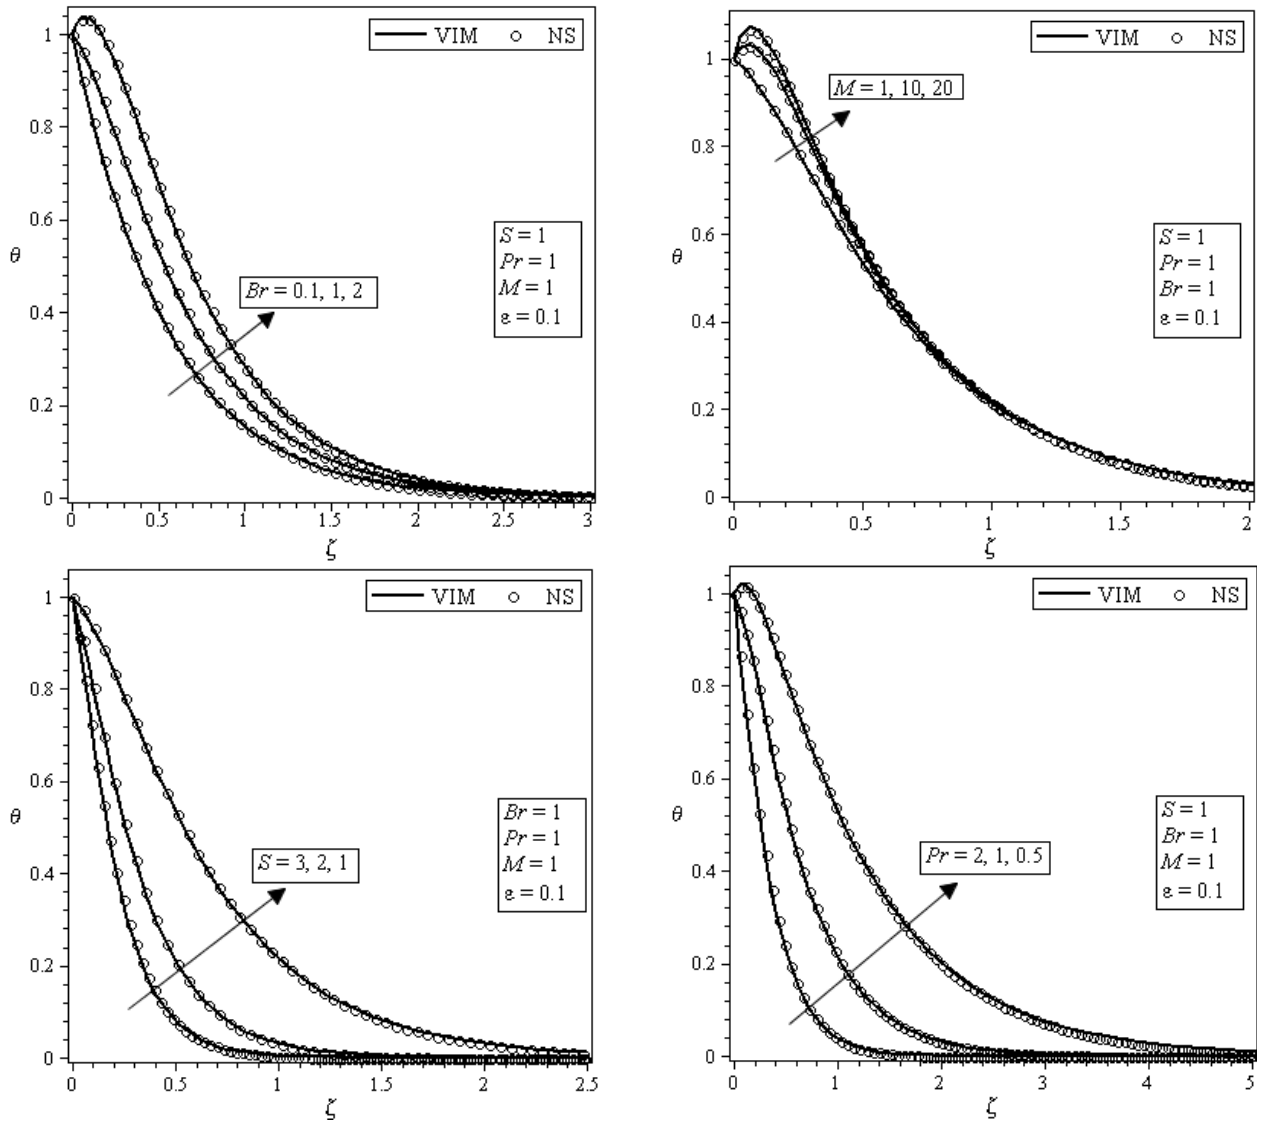 VIM NS
1
0.8
0.6
θ
0.4
0.2
0
Br = 0.1, 1, 2
S = 1
Pr = 1
M = 1
ε = 0.1
0 0.5 1 1.5 2 2.5 3
ζ
VIM NS
1
0.8
0.6
θ
0.4
0.2
0
M = 1, 10, 20
S = 1
Pr = 1
Br = 1
ε = 0.1
0 0.5 1 1.5 2
ζ
VIM NS
1
0.8
0.6
θ
0.4
0.2
0
S = 3, 2, 1
Br = 1
Pr = 1
M = 1
ε = 0.1
0 0.5 1 1.5 2 2.5
ζ
VIM NS
1
0.8
0.6
θ
0.4
0.2
0
Pr = 2, 1, 0.5
S = 1
Br = 1
M = 1
ε = 0.1
0 1 2 3 4 5
ζ